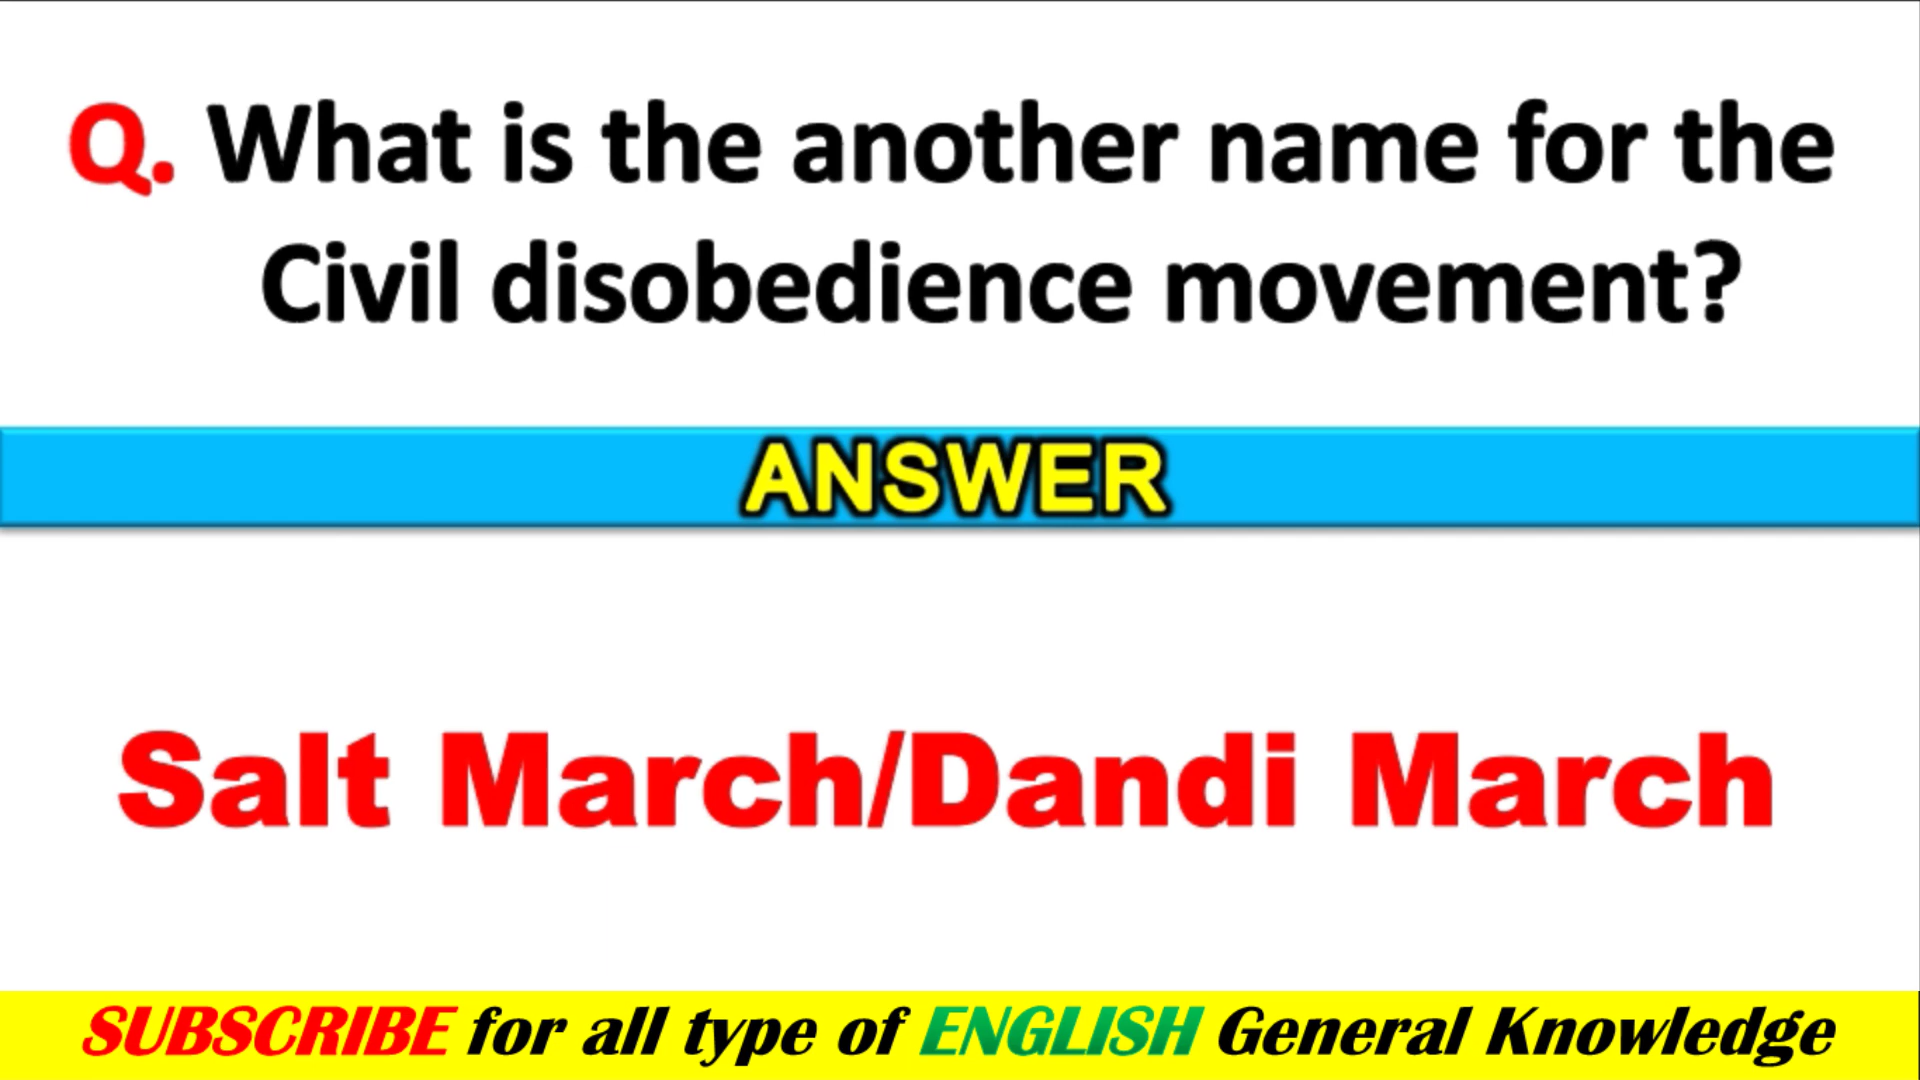 Q. What is the another name for the
Civil disobedience movement?
ANSWER
Salt March/Dandi March
SUBSCRIBE for all type of ENGLISH General Knowledge